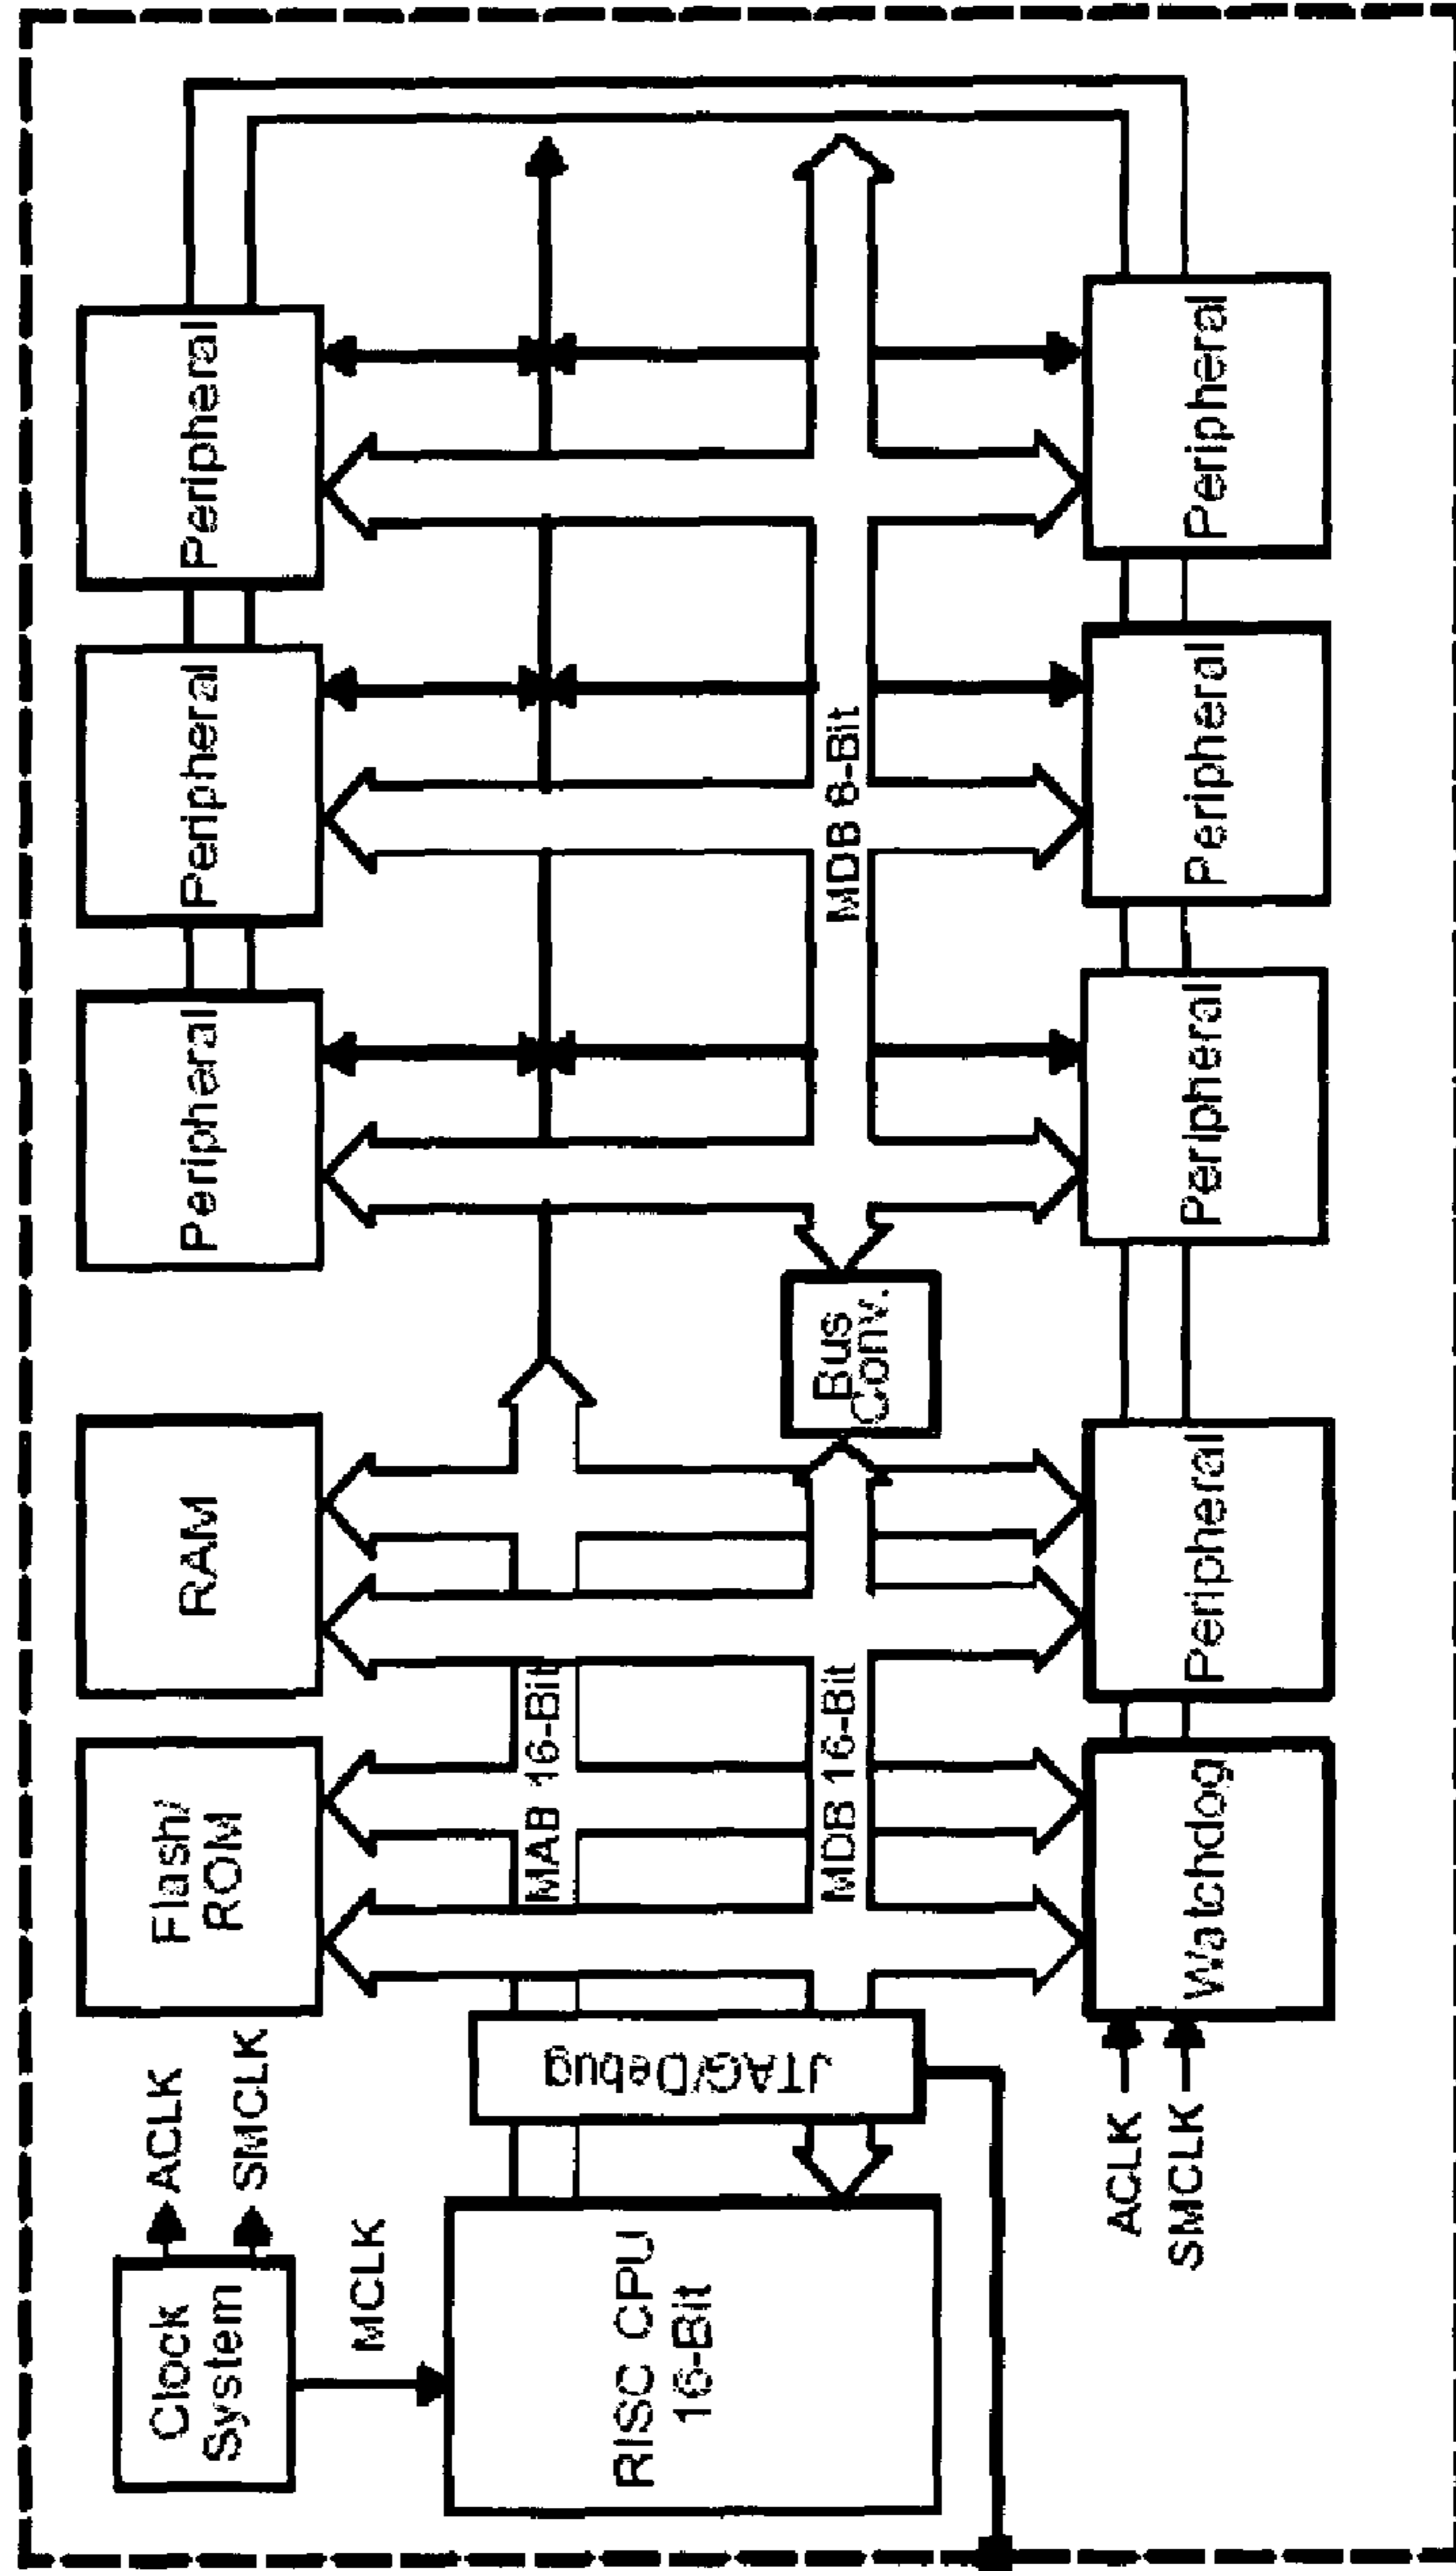 Clock
System
ACLK
SMCLK
Flash/
ROM
RAM
Peripheral
Peripheral
Peripheral
MCLK
RISC CPU
16-Bit
JTAG/Debug
MAB 16-Bit
MDB 16-Bit
Bus
Conv.
MDB 8-Bit
ACLK
SMCLK
Watchdog
Peripheral
Peripheral
Peripheral
Peripheral